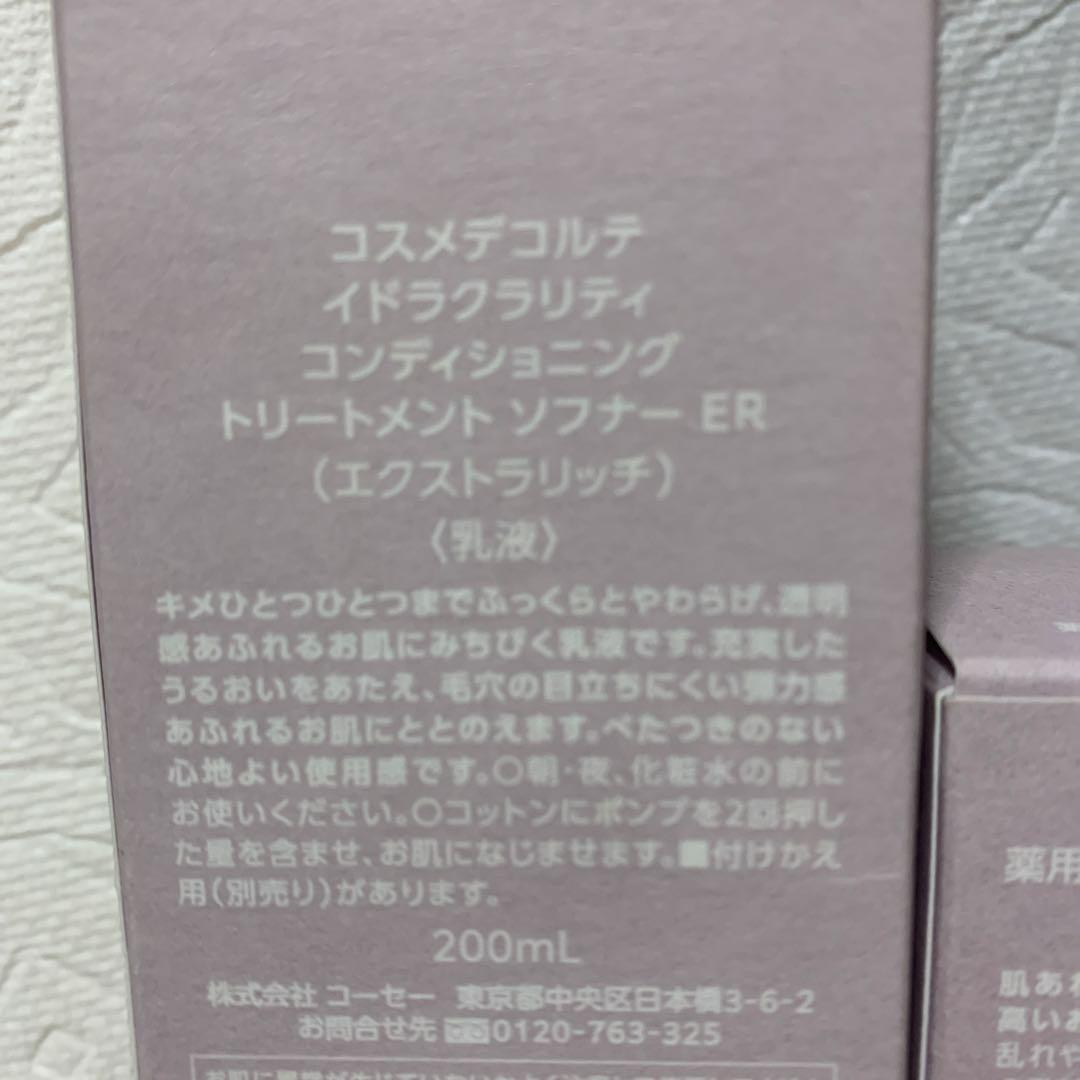 コスメデコルテ
イドラクラリティ
コンディショニング
トリートメント ソフナー ER
（エクストラリッチ）
〈乳液〉
キメひとつひとつまでふっくらとやわらげ、透明
感あふれるお肌にみちびく乳液です。充実した
うるおいをあたえ、毛穴の目立ちにくい弾力感
あふれるお肌にととのえます。べたつきのない
心地よい使用感です。○朝・夜、化粧水の前に
お使いください。○コットンにポンプを2回押し
た量を含ませ、お肌になじませます。■付けかえ
用（別売り）があります。
200mL
株式会社 コーセー 東京都中央区日本橋3-6-2
お問合せ先 0120-763-325
薬用
肌あれ
高いお
乱れや